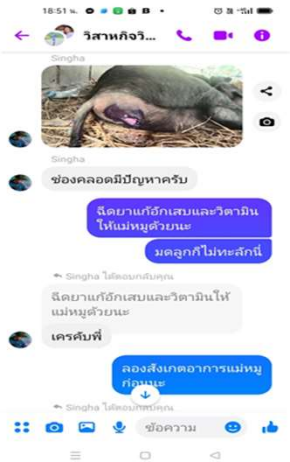 18:51 น.
วิสาหกิจวิ...
Singha
Singha
ช่องคลอดมีปัญหาครับ
ฉีดยาแก้อักเสบและวิตามิน
ให้แม่หมูด้วยนะ
มดลูกก็ไม่ทะลักนี่
Singha ได้ตอบกลับคุณ
ฉีดยาแก้อักเสบและวิตามินให้
แม่หมูด้วยนะ
เครคับพี่
ลองสังเกตอาการแม่หมู
ก่อนนะ
Singha ได้ตอบกลับคุณ
ข้อความ